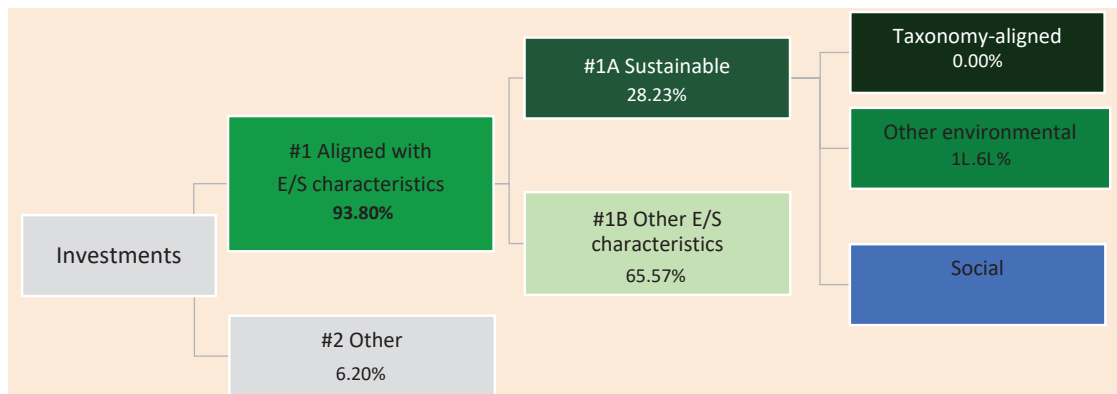 Investments
#1 Aligned with
E/S characteristics
93.80%
#2 Other
6.20%
#1A Sustainable
28.23%
#1B Other E/S
characteristics
65.57%
Taxonomy-aligned
0.00%
Other environmental
1L.6L%
Social